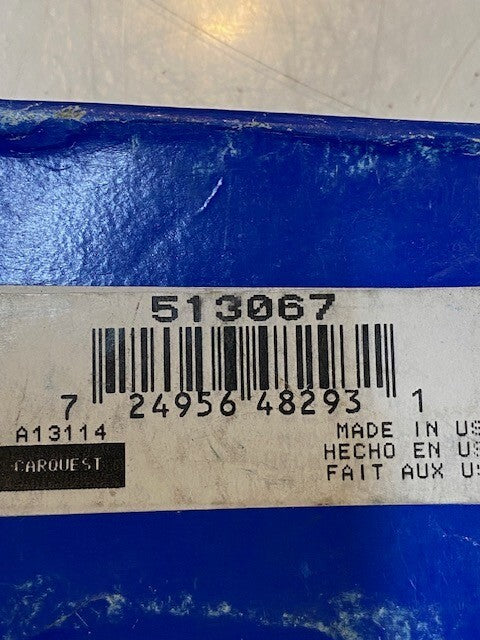 513067
7 24956 48293 1
A13114
CARQUEST
MADE IN US
HECHO EN US
FAIT AUX US